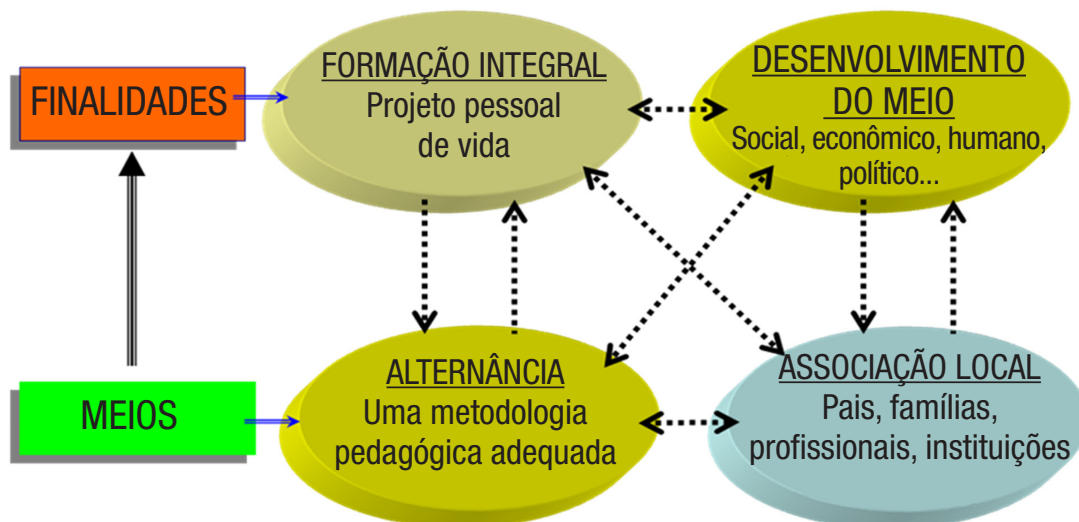 FINALIDADES
FORMAÇÃO INTEGRAL
Projeto pessoal
de vida
DESENVOLVIMENTO
DO MEIO
Social, econômico, humano,
político...
MEIOS
ALTERNÂNCIA
Uma metodologia
pedagógica adequada
ASSOCIAÇÃO LOCAL
Pais, famílias,
profissionais, instituições